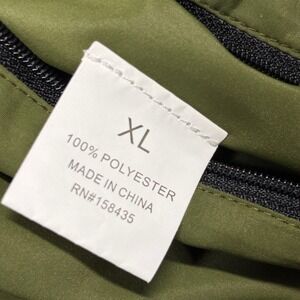 XL
100% POLYESTER
MADE IN CHINA
RN#158435